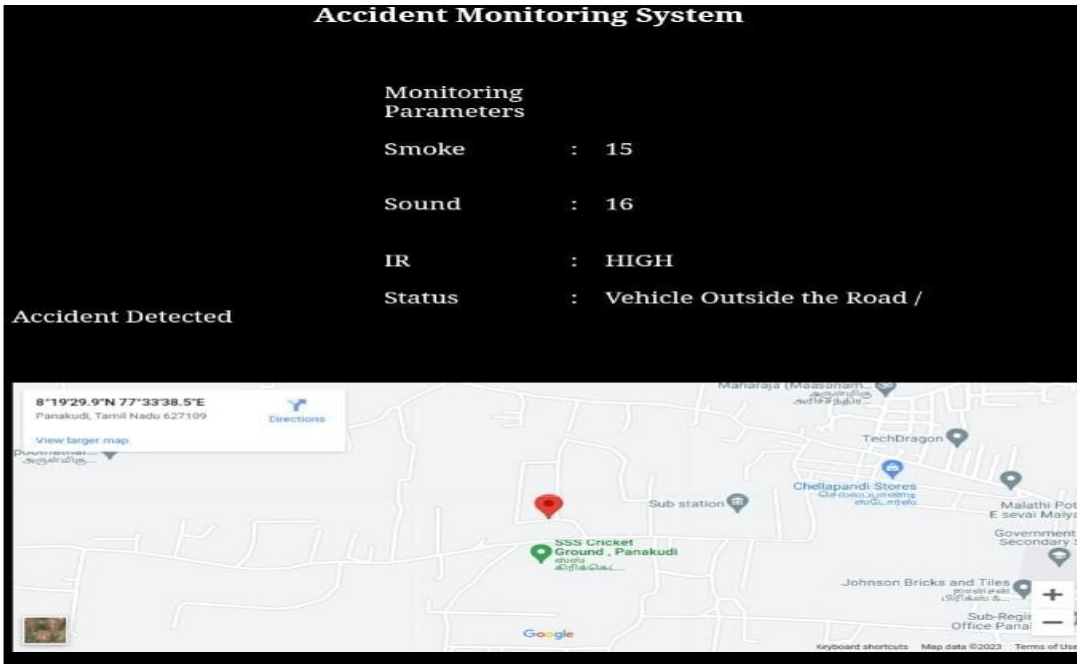 Accident Monitoring System
Monitoring
Parameters
Smoke : 15
Sound : 16
IR : HIGH
Status : Vehicle Outside the Road /
Accident Detected
8°19'29.9"N 77°33'38.5"E
Panakudi, Tamil Nadu 627109
Directions
View larger map
TechDragon
Chellapandi Stores
Sub station
Malathi Pot
E sevai Maiya
Government
Secondary S
SSS Cricket
Ground , Panakudi
Johnson Bricks and Tiles
Sub-Regis
Office Pana
Google
Keyboard shortcuts Map data ©2023 Terms of Use